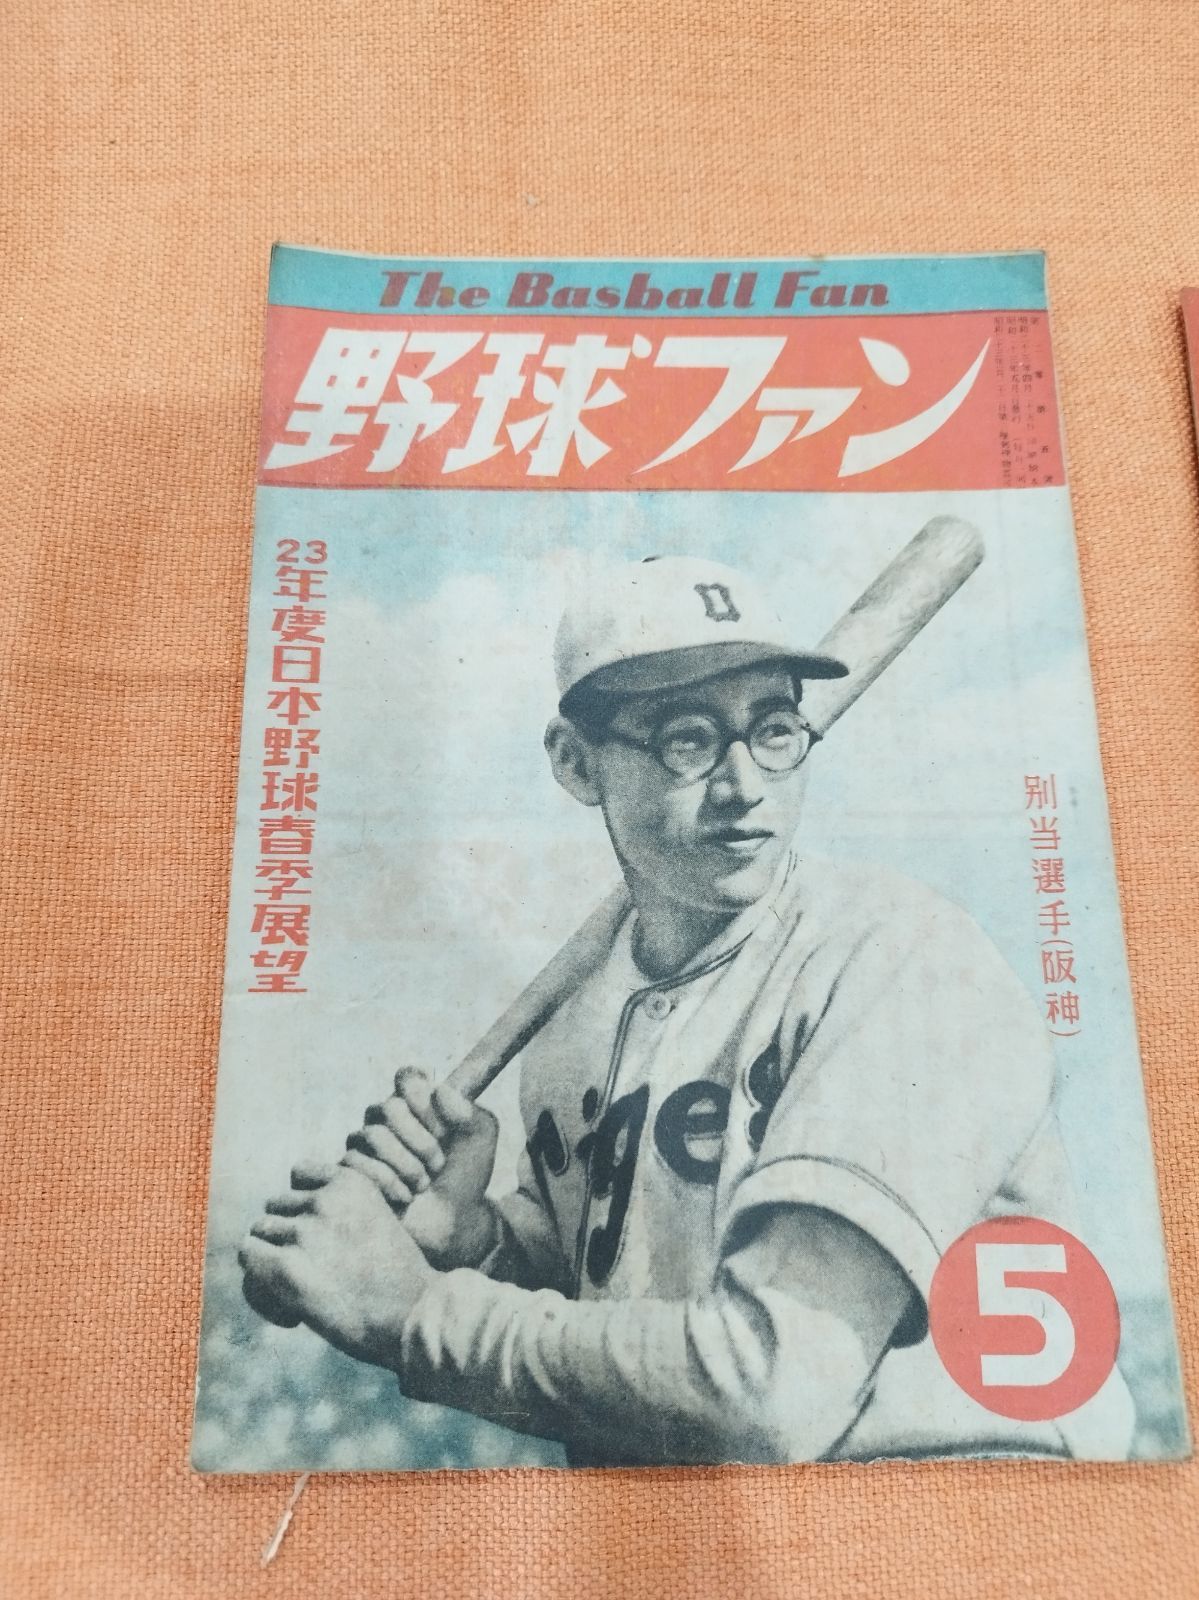 The Basball Fan
野球ファン
23年度日本野球春季展望
別当選手(阪神)
D
igers
5